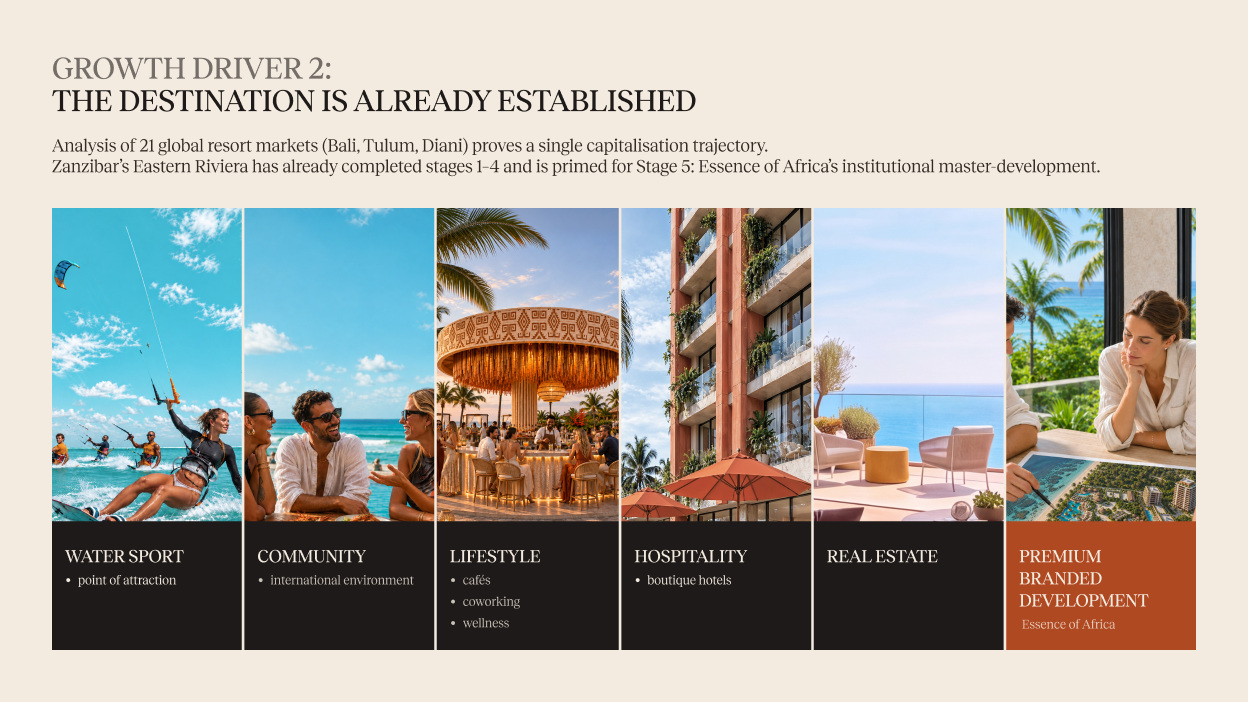 GROWTH DRIVER 2:
THE DESTINATION IS ALREADY ESTABLISHED
Analysis of 21 global resort markets (Bali, Tulum, Diani) proves a single capitalisation trajectory.
Zanzibar’s Eastern Riviera has already completed stages 1–4 and is primed for Stage 5: Essence of Africa’s institutional master-development.
WATER SPORT
• point of attraction
COMMUNITY
• international environment
LIFESTYLE
• cafés
• coworking
• wellness
HOSPITALITY
• boutique hotels
REAL ESTATE
PREMIUM
BRANDED
DEVELOPMENT
Essence of Africa